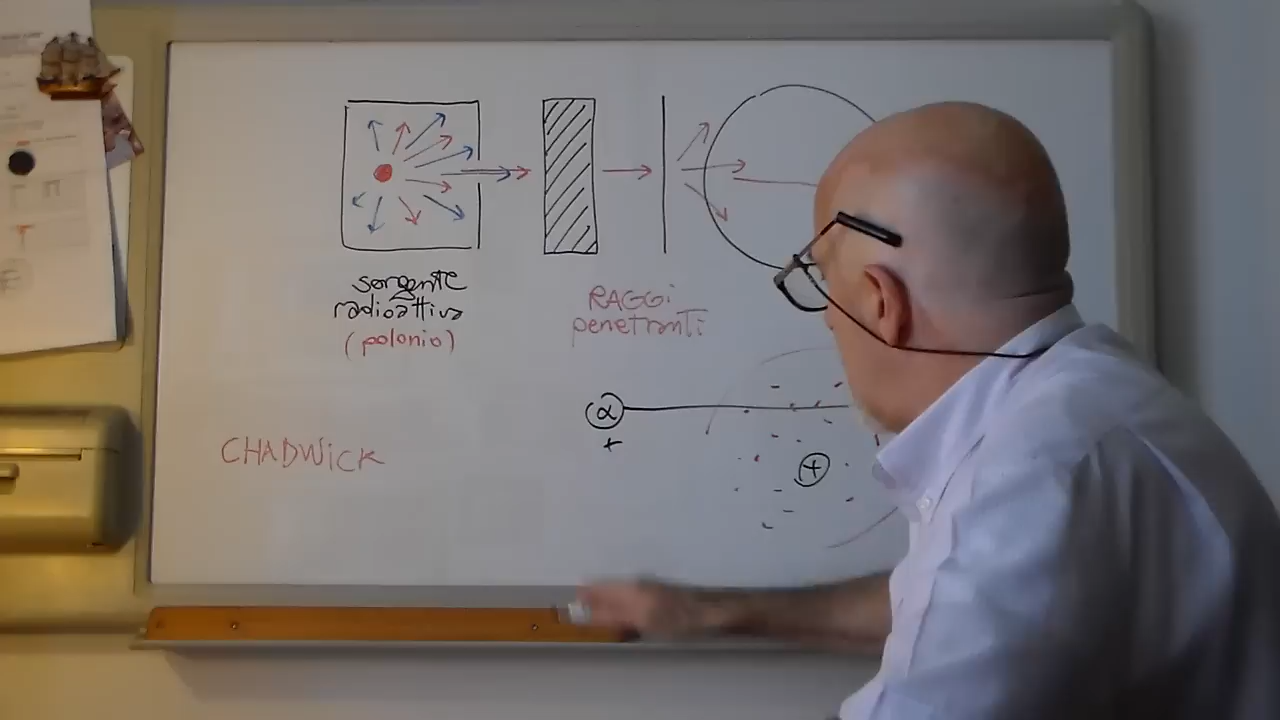 sorgente
radioattiva
(polonio)
RAGGi
penetranti
α
+
+
CHADWiCK